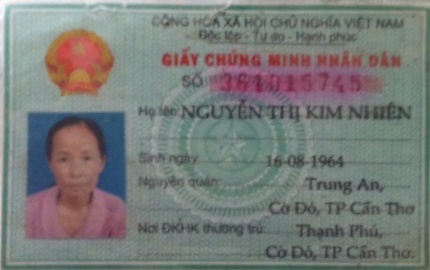 CỘNG HÒA XÃ HỘI CHỦ NGHĨA VIỆT NAM
Độc lập - Tự do - Hạnh phúc
GIẤY CHỨNG MINH NHÂN DÂN
SỐ 361015745
Họ tên: NGUYỄN THỊ KIM NHIÊN
Sinh ngày 16-08-1964
Nguyên quán Trung An,
Cờ Đỏ, TP Cần Thơ
Nơi ĐKHK thường trú: Thạnh Phú,
Cờ Đỏ, TP Cần Thơ.